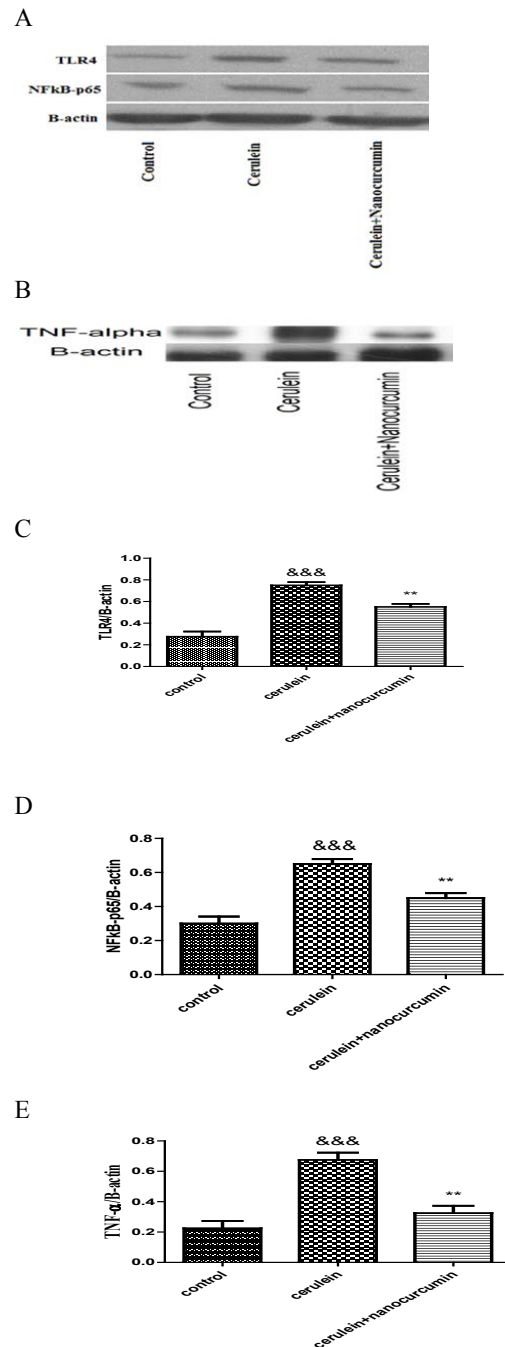 A
TLR4
NFkB-p65
B-actin
Control
Cerulein
Cerulein+Nanocurcumin
B
TNF-alpha
B-actin
Control
Cerulein
Cerulein+Nanocurcumin
C
TLR4/B-actin
1.0
0.8
0.6
0.4
0.2
0.0
&&&
**
control
cerulein
cerulein+nanocurcumin
D
NFkB-p65/B-actin
0.8
0.6
0.4
0.2
0.0
&&&
**
control
cerulein
cerulein+nanocurcumin
E
TNF-α/B-actin
0.8
0.6
0.4
0.2
0.0
&&&
**
control
cerulein
cerulein+nanocurcumin